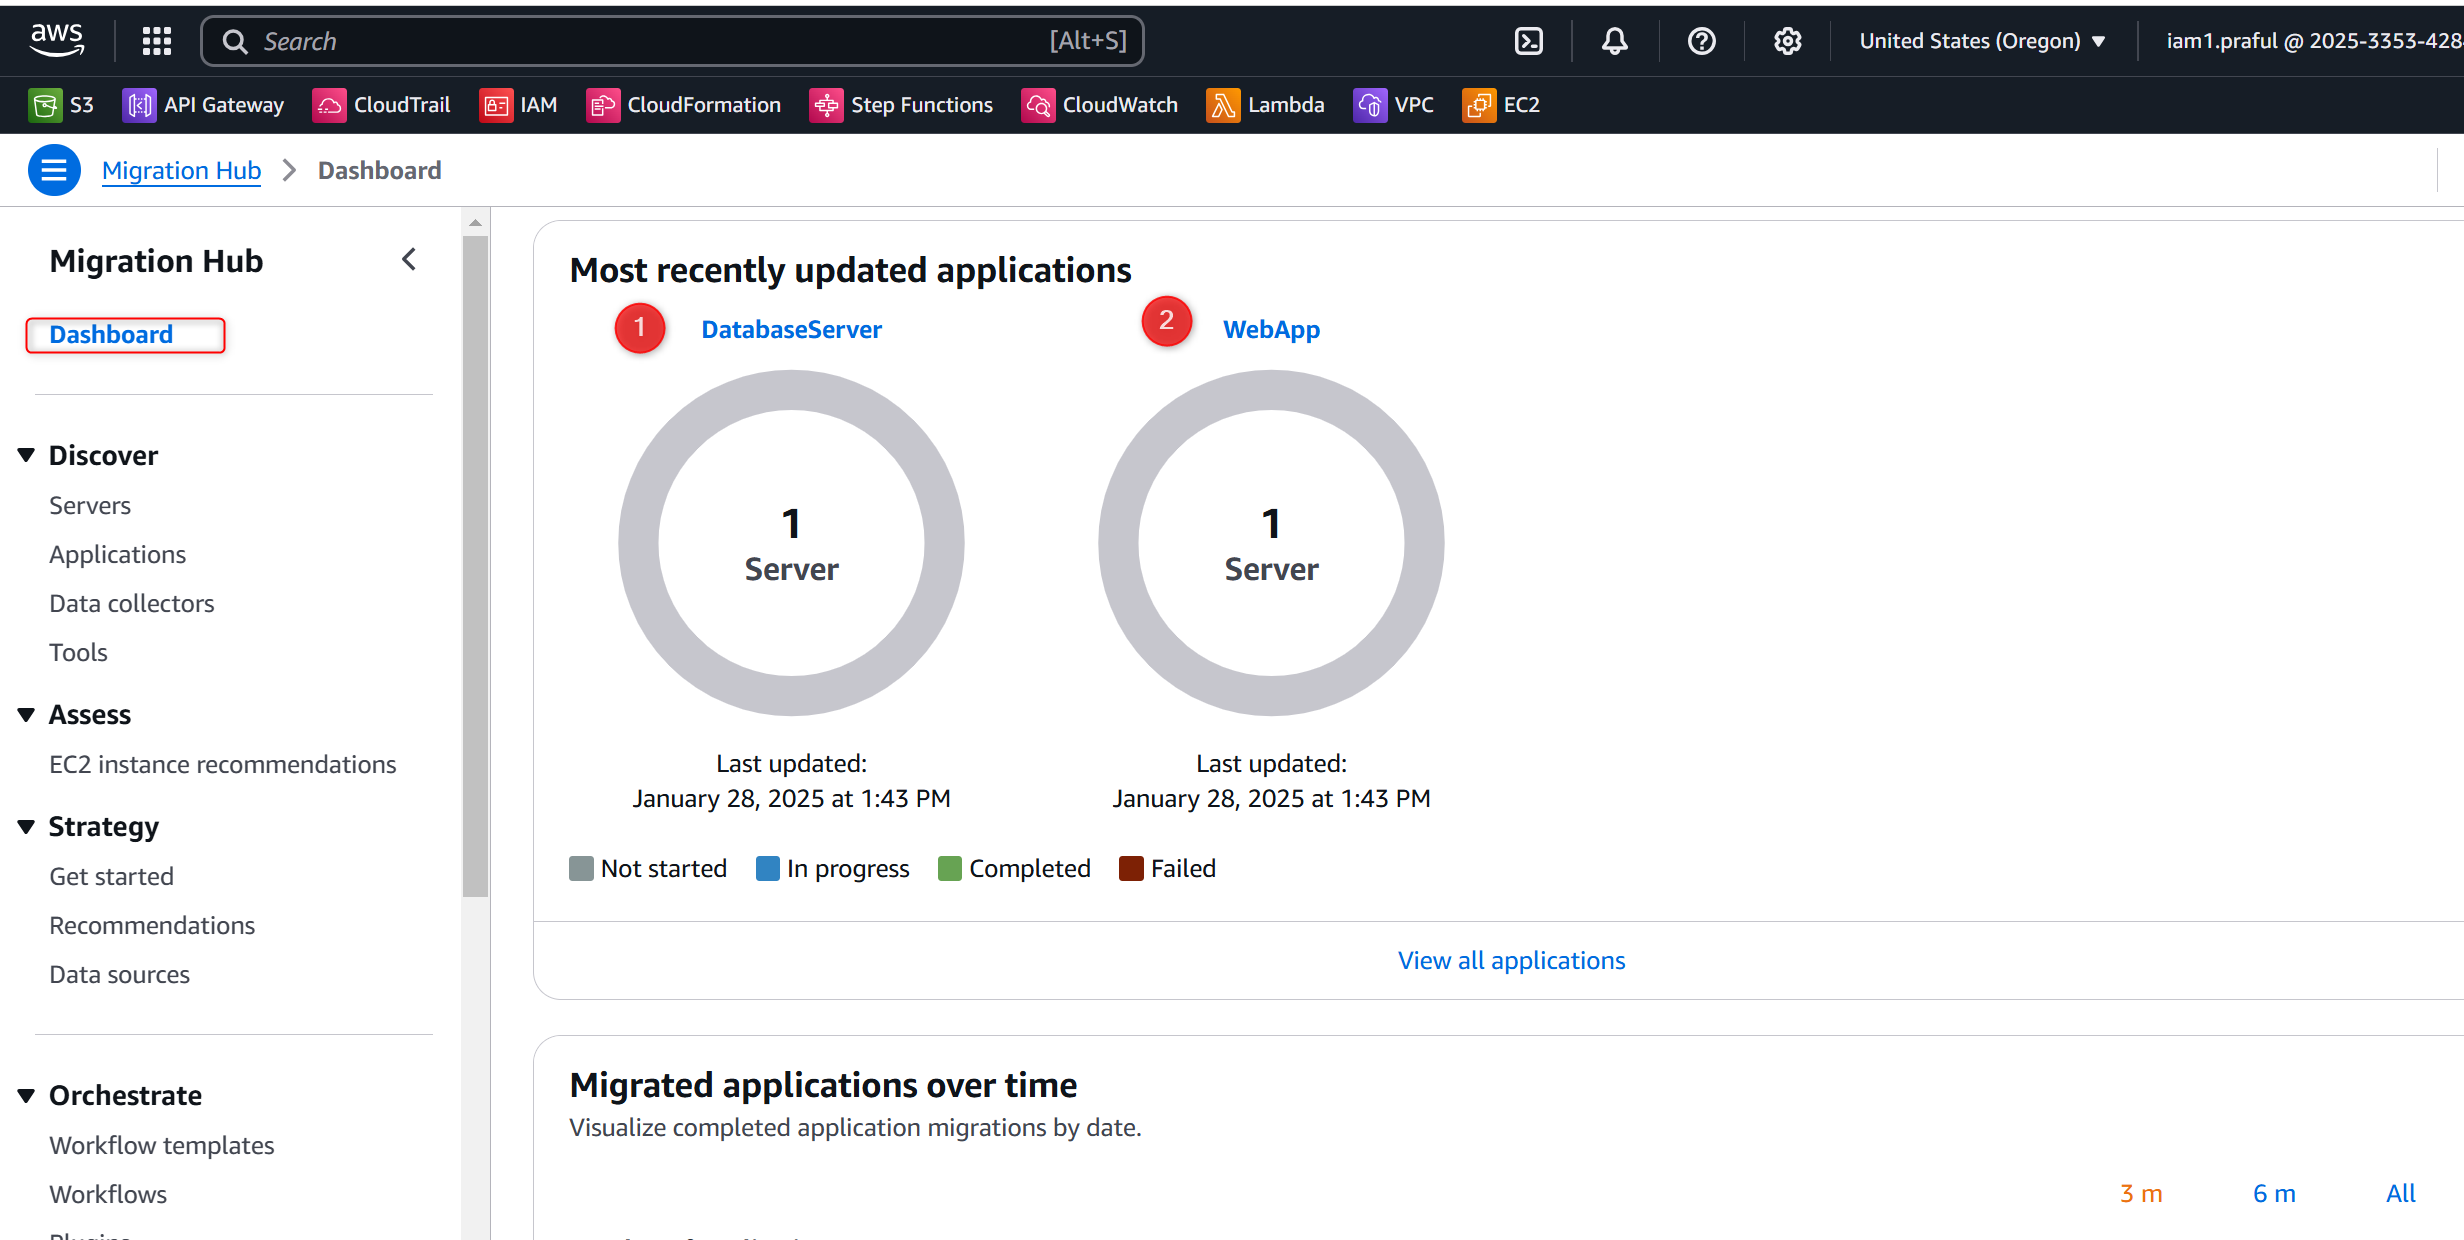 aws
Search [Alt+S]
United States (Oregon)
iam1.praful @ 2025-3353-428
S3
API Gateway
CloudTrail
IAM
CloudFormation
Step Functions
CloudWatch
Lambda
VPC
EC2
Migration Hub > Dashboard
Migration Hub
Dashboard
Discover
Servers
Applications
Data collectors
Tools
Assess
EC2 instance recommendations
Strategy
Get started
Recommendations
Data sources
Orchestrate
Workflow templates
Workflows
Most recently updated applications
1 DatabaseServer
1
Server
Last updated:
January 28, 2025 at 1:43 PM
2 WebApp
1
Server
Last updated:
January 28, 2025 at 1:43 PM
Not started In progress Completed Failed
View all applications
Migrated applications over time
Visualize completed application migrations by date.
3 m 6 m All